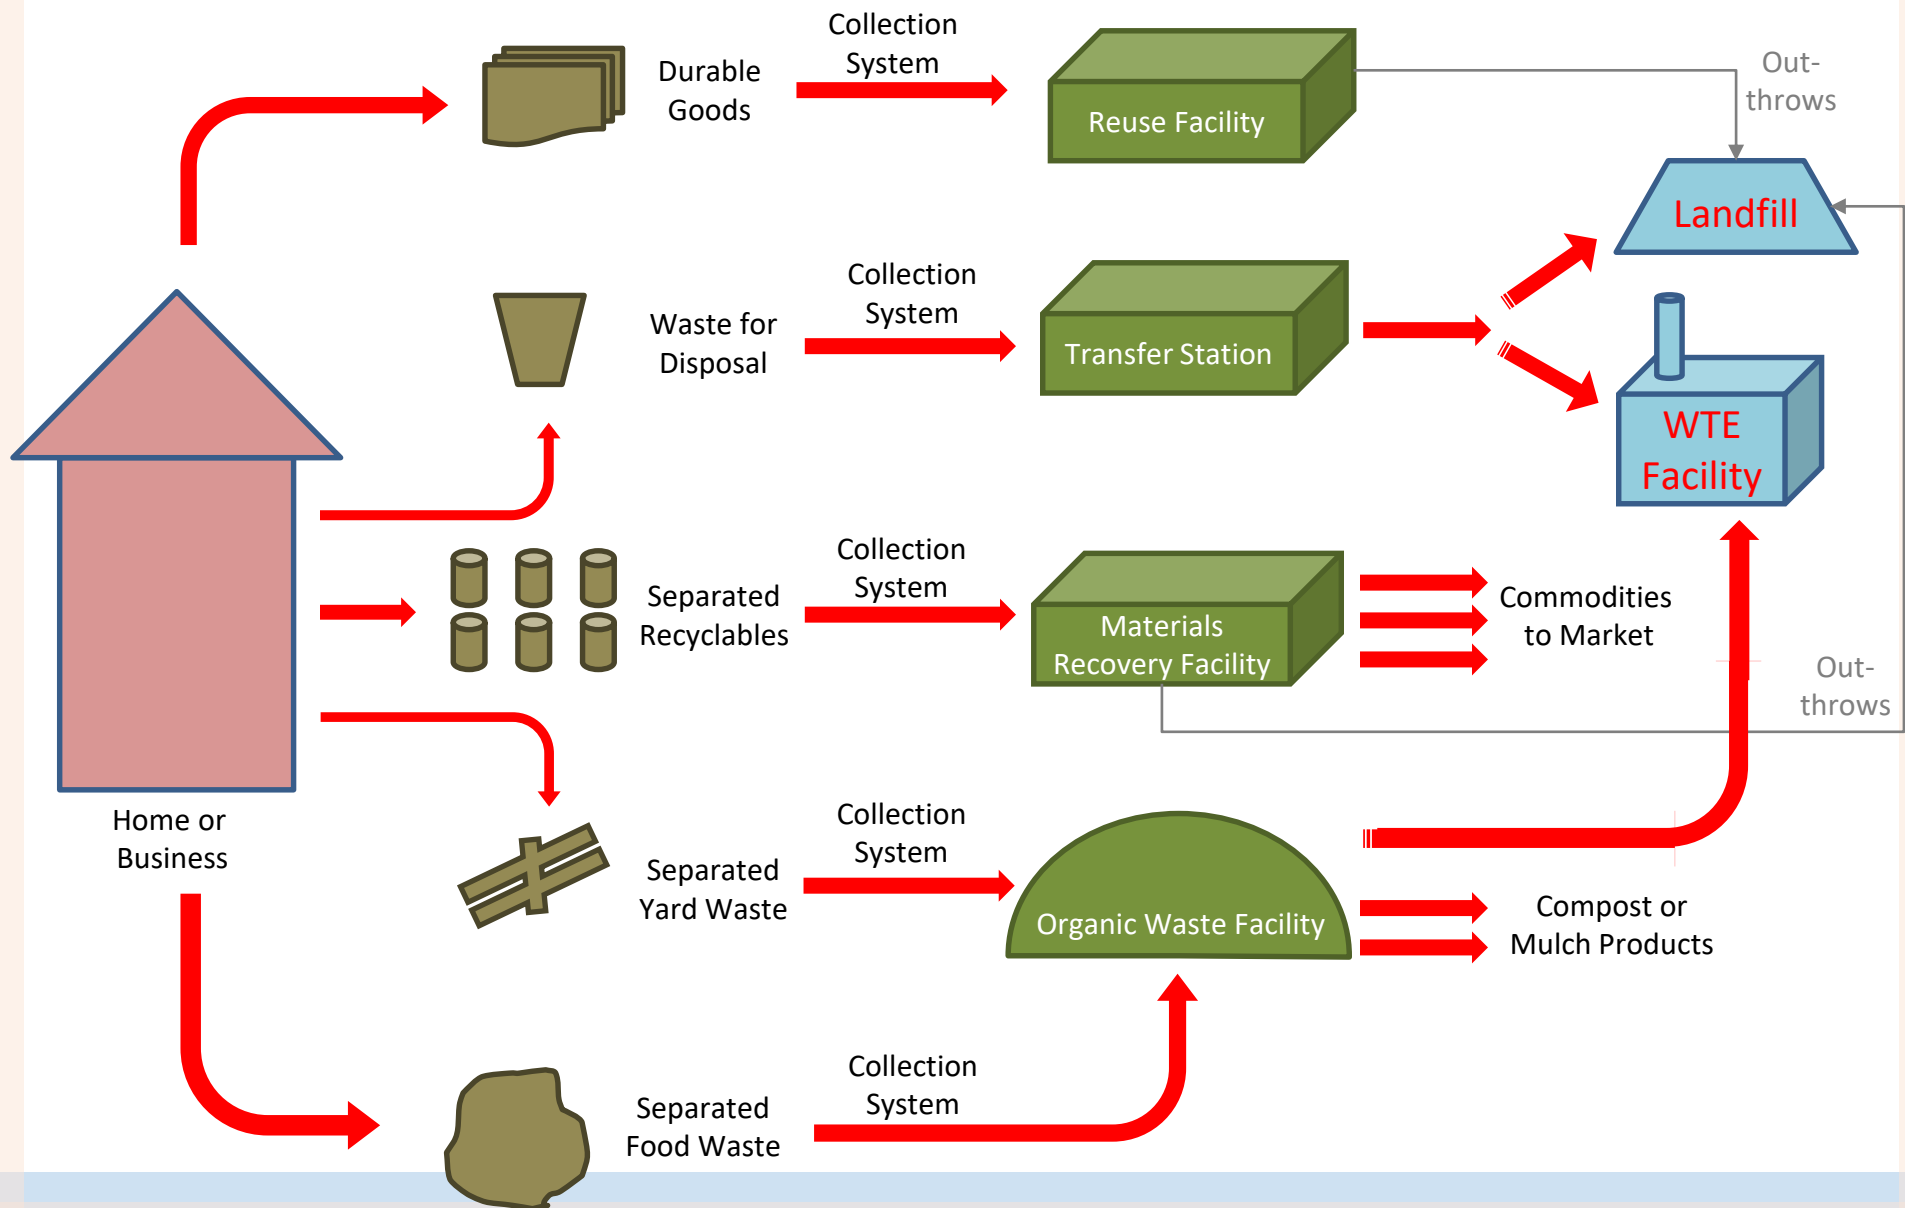 Collection
System
Durable
Goods
Reuse Facility
Out-
throws
Landfill
Collection
System
Waste for
Disposal
Transfer Station
WTE
Facility
Collection
System
Separated
Recyclables
Materials
Recovery Facility
Commodities
to Market
Out-
throws
Home or
Business
Collection
System
Separated
Yard Waste
Organic Waste Facility
Compost or
Mulch Products
Collection
System
Separated
Food Waste